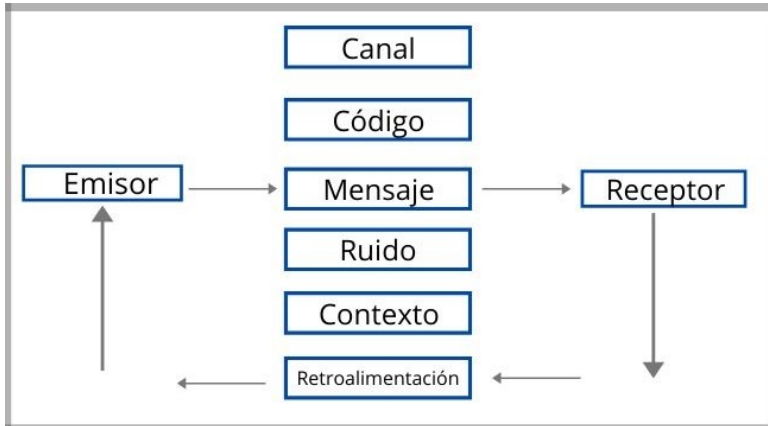 Canal
Código
Emisor
Mensaje
Receptor
Ruido
Contexto
Retroalimentación